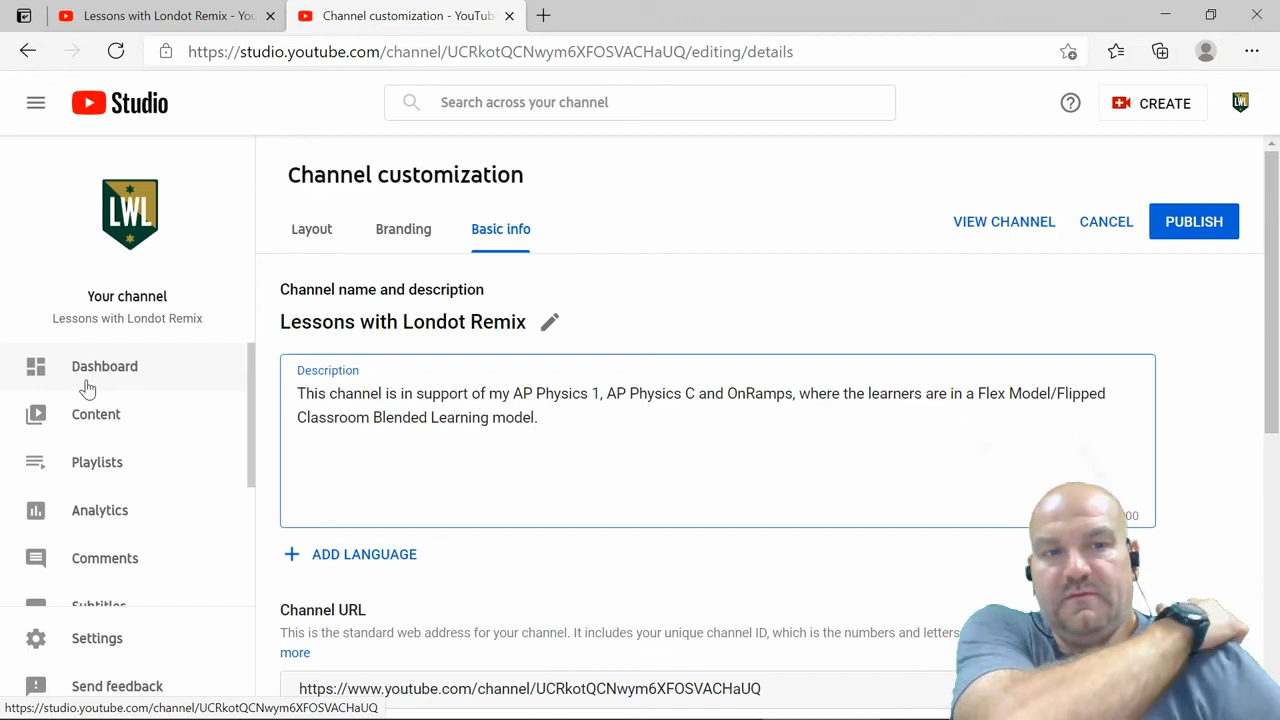 Lessons with Londot Remix - You
Channel customization - YouTub
https://studio.youtube.com/channel/UCRkotQCNwym6XFOSVACHaUQ/editing/details
Studio
Search across your channel
CREATE
LWL
LWL
Your channel
Lessons with Londot Remix
Dashboard
Content
Playlists
Analytics
Comments
Subtitles
Settings
Send feedback
Channel customization
Layout
Branding
Basic info
VIEW CHANNEL
CANCEL
PUBLISH
Channel name and description
Lessons with Londot Remix
Description
This channel is in support of my AP Physics 1, AP Physics C and OnRamps, where the learners are in a Flex Model/Flipped
Classroom Blended Learning model.
00
ADD LANGUAGE
Channel URL
This is the standard web address for your channel. It includes your unique channel ID, which is the numbers and letters
more
https://www.youtube.com/channel/UCRkotQCNwym6XFOSVACHaUQ
https://studio.youtube.com/channel/UCRkotQCNwym6XFOSVACHaUQ